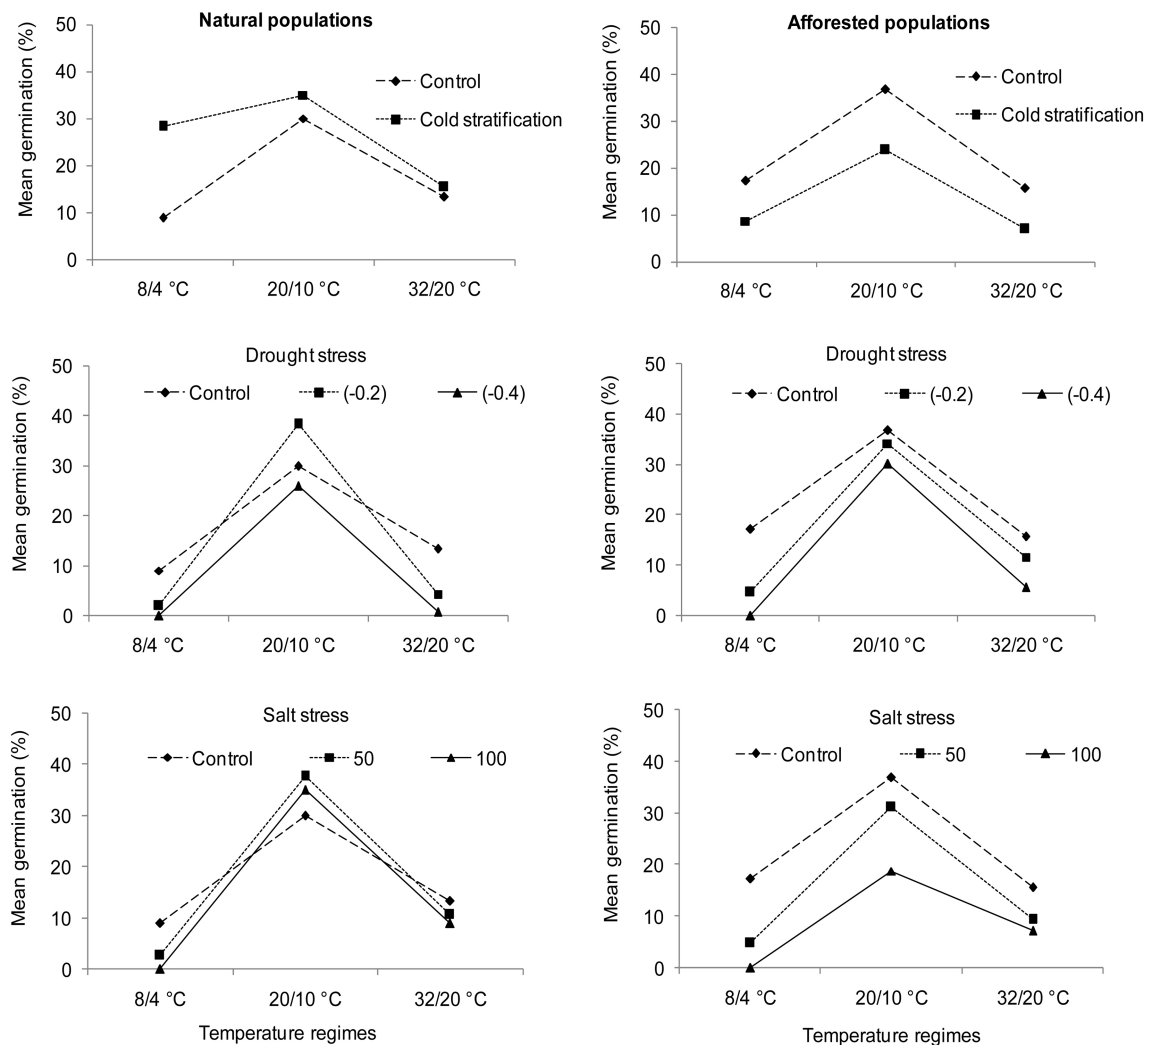 Natural populations
Mean germination (%)
50
40
30
20
10
0
Control
Cold stratification
8/4 °C 20/10 °C 32/20 °C
Afforested populations
Mean germination (%)
50
40
30
20
10
0
Control
Cold stratification
8/4 °C 20/10 °C 32/20 °C
Drought stress
Mean germination (%)
50
40
30
20
10
0
Control (-0.2) (-0.4)
8/4 °C 20/10 °C 32/20 °C
Drought stress
Mean germination (%)
50
40
30
20
10
0
Control (-0.2) (-0.4)
8/4 °C 20/10 °C 32/20 °C
Salt stress
Mean germination (%)
50
40
30
20
10
0
Control 50 100
8/4 °C 20/10 °C 32/20 °C
Temperature regimes
Salt stress
Mean germination (%)
50
40
30
20
10
0
Control 50 100
8/4 °C 20/10 °C 32/20 °C
Temperature regimes